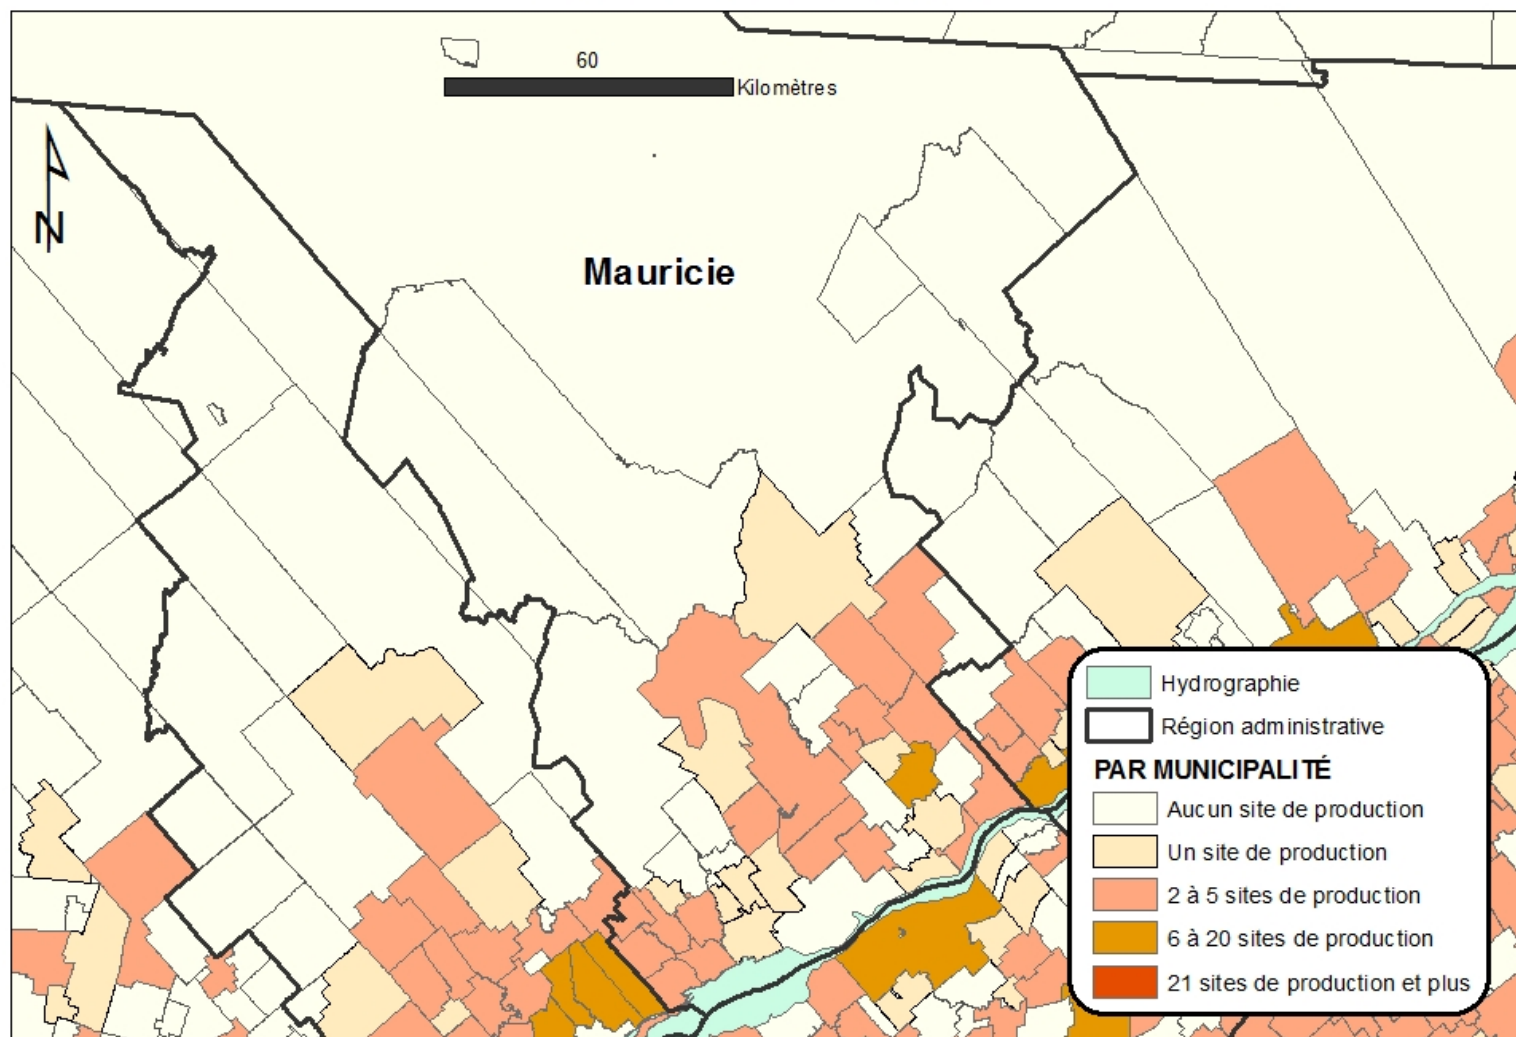 60
Kilomètres
N
Mauricie
Hydrographie
Région administrative
PAR MUNICIPALITÉ
Aucun site de production
Un site de production
2 à 5 sites de production
6 à 20 sites de production
21 sites de production et plus